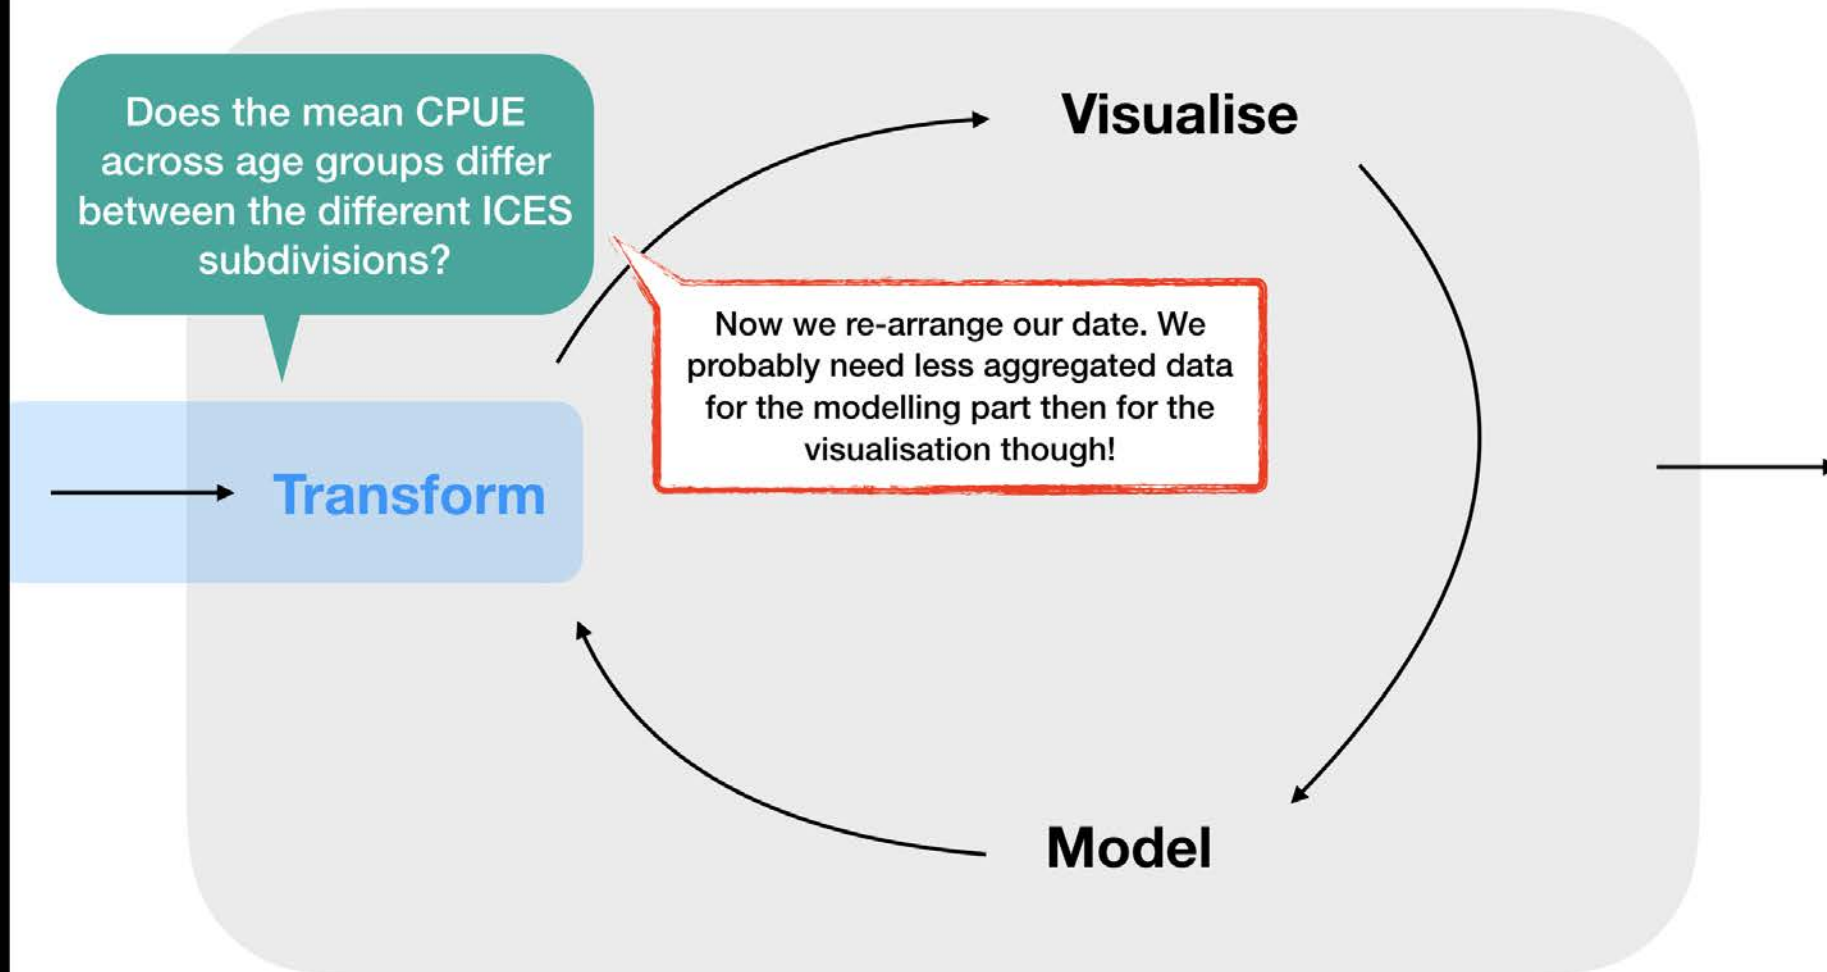 Does the mean CPUE
across age groups differ
between the different ICES
subdivisions?
Visualise
Now we re-arrange our date. We
probably need less aggregated data
for the modelling part then for the
visualisation though!
Transform
Model